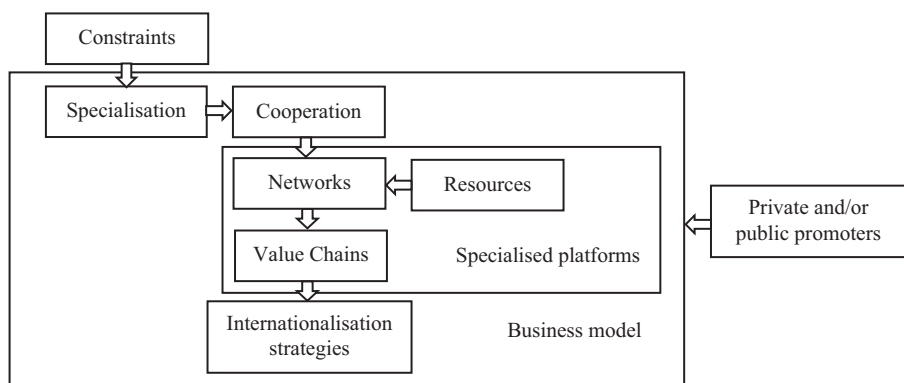 Constraints
Specialisation
Cooperation
Networks
Resources
Private and/or
public promoters
Value Chains
Specialised platforms
Internationalisation
strategies
Business model